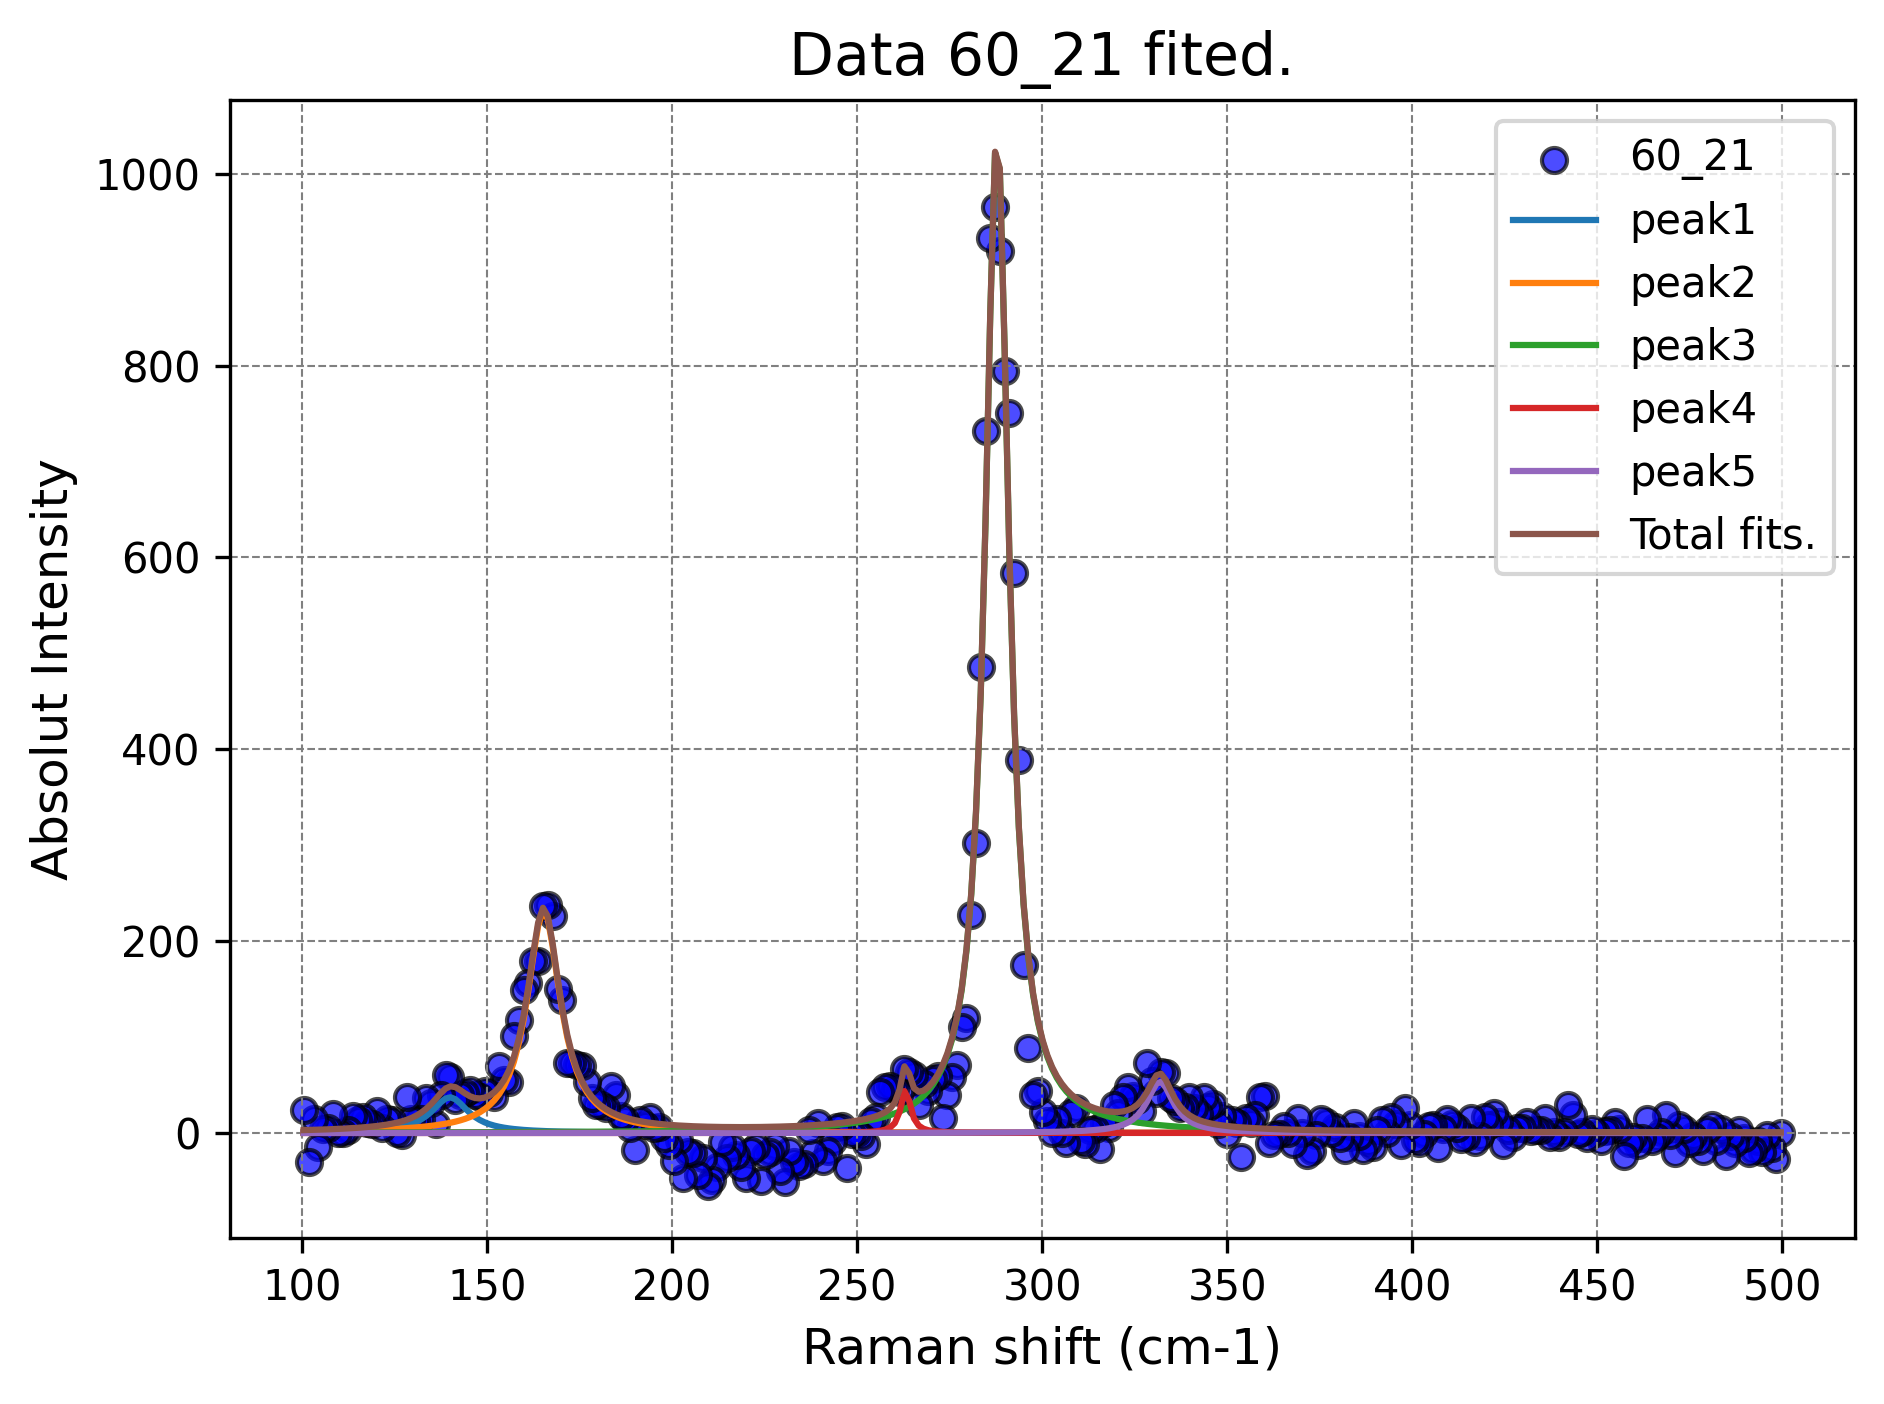 Data 60_21 fited.
1000
800
600
400
200
0
Absolut Intensity
60_21
peak1
peak2
peak3
peak4
peak5
Total fits.
100 150 200 250 300 350 400 450 500
Raman shift (cm-1)